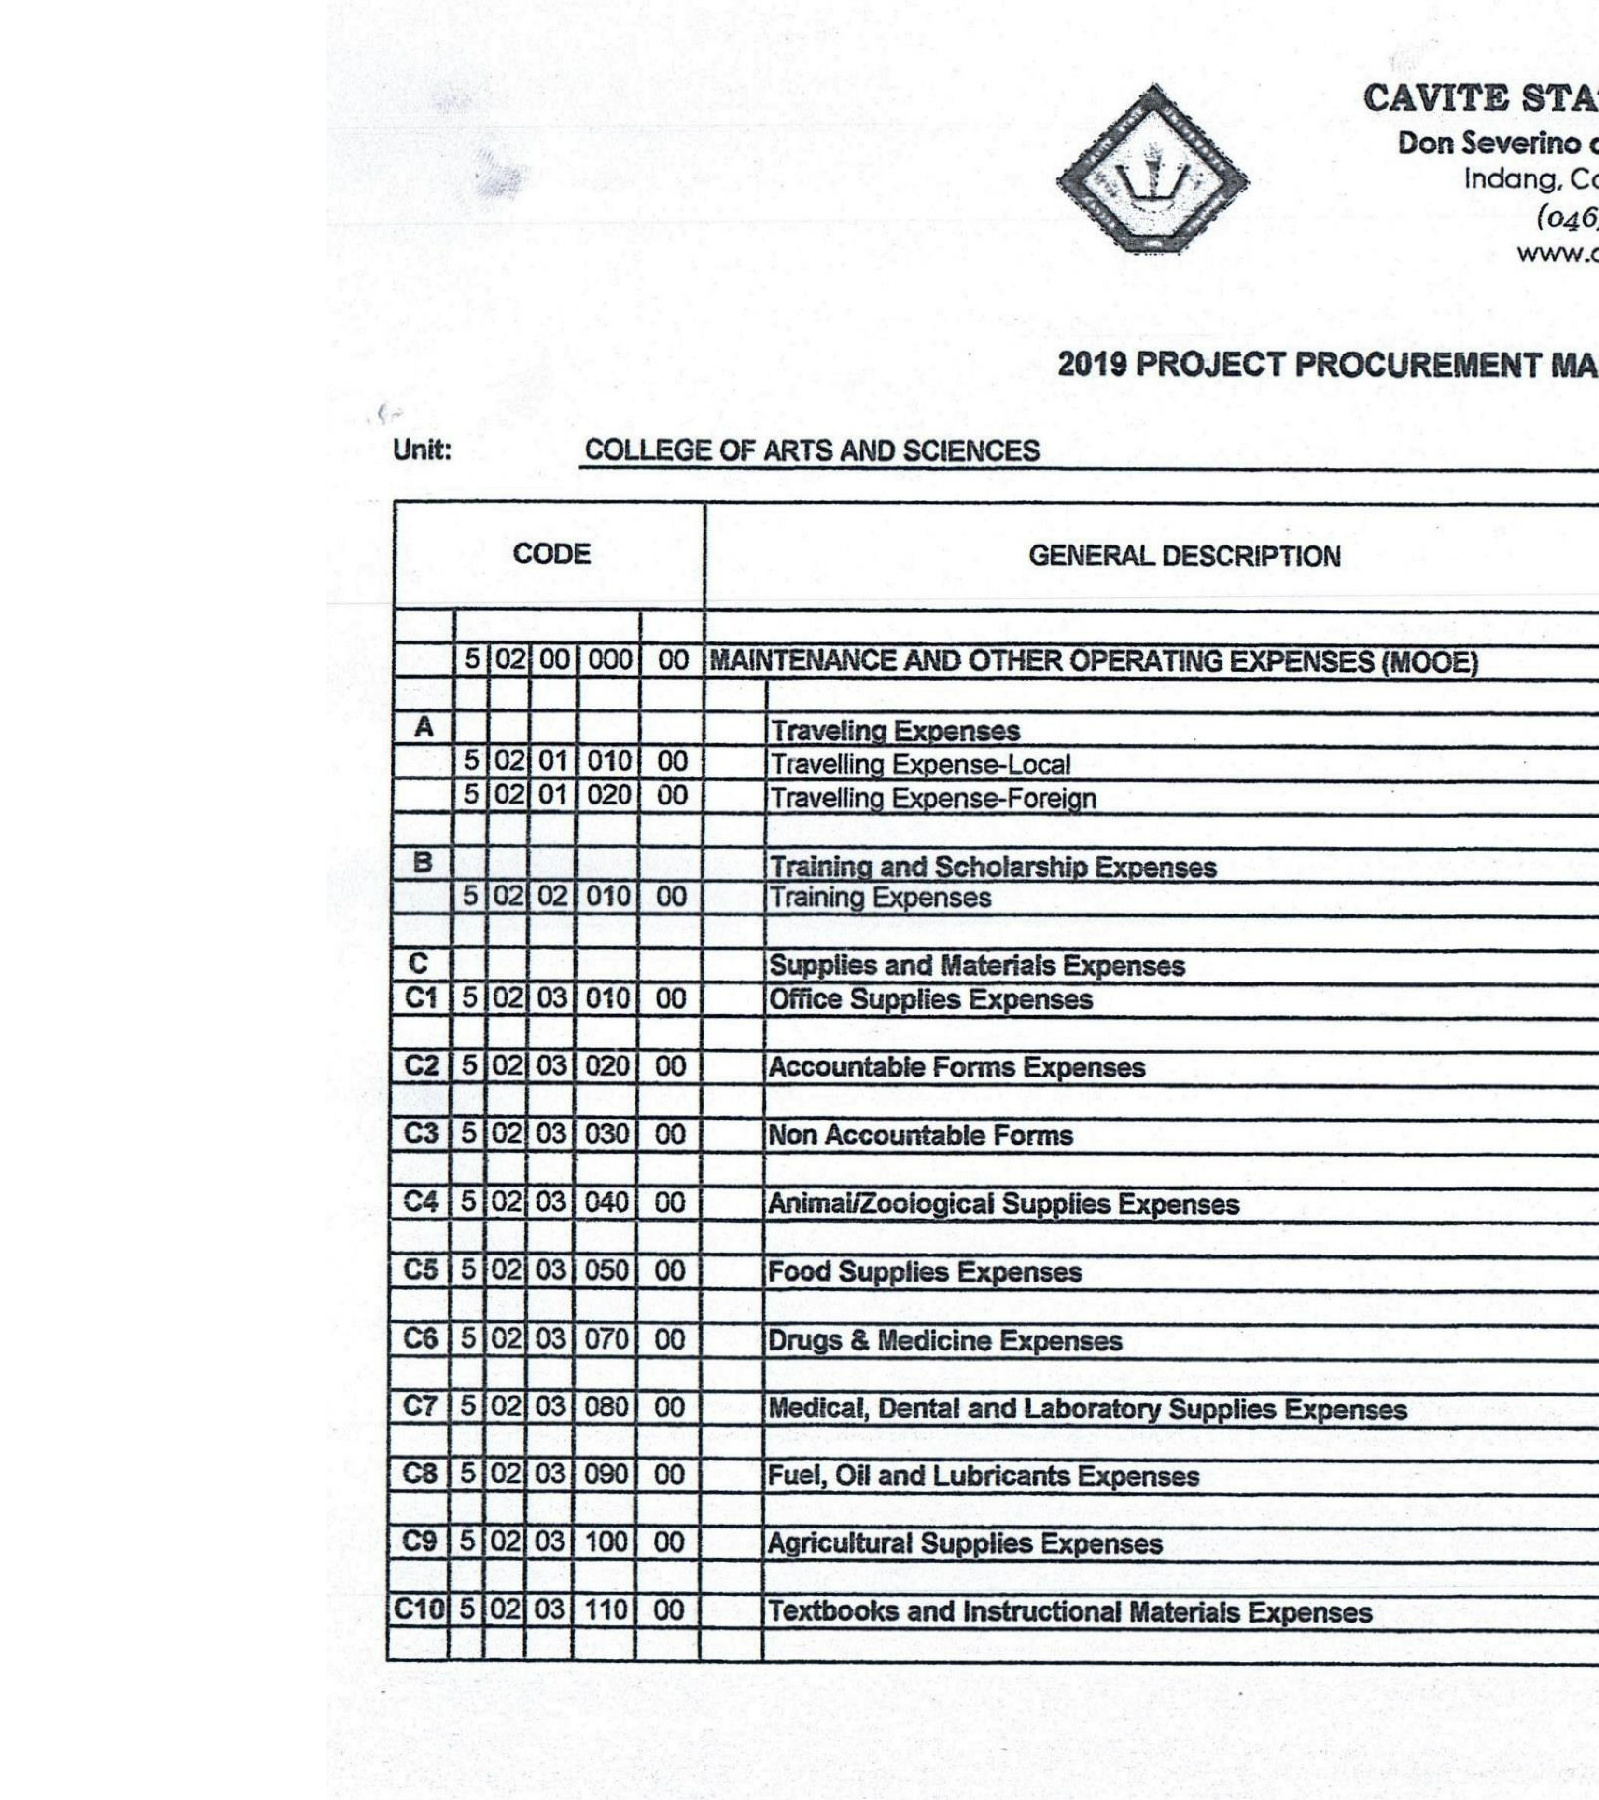 CAVITE STA
Don Severino
Indang, Ca
(046)
www.c
2019 PROJECT PROCUREMENT MA
Unit: COLLEGE OF ARTS AND SCIENCES
CODE GENERAL DESCRIPTION
5 02 00 000 00 MAINTENANCE AND OTHER OPERATING EXPENSES (MOOE)
A Traveling Expenses
5 02 01 010 00 Travelling Expense-Local
5 02 01 020 00 Travelling Expense-Foreign
B Training and Scholarship Expenses
5 02 02 010 00 Training Expenses
C Supplies and Materials Expenses
C1 5 02 03 010 00 Office Supplies Expenses
C2 5 02 03 020 00 Accountable Forms Expenses
C3 5 02 03 030 00 Non Accountable Forms
C4 5 02 03 040 00 Animal/Zoological Supplies Expenses
C5 5 02 03 050 00 Food Supplies Expenses
C6 5 02 03 070 00 Drugs & Medicine Expenses
C7 5 02 03 080 00 Medical, Dental and Laboratory Supplies Expenses
C8 5 02 03 090 00 Fuel, Oil and Lubricants Expenses
C9 5 02 03 100 00 Agricultural Supplies Expenses
C10 5 02 03 110 00 Textbooks and Instructional Materials Expenses